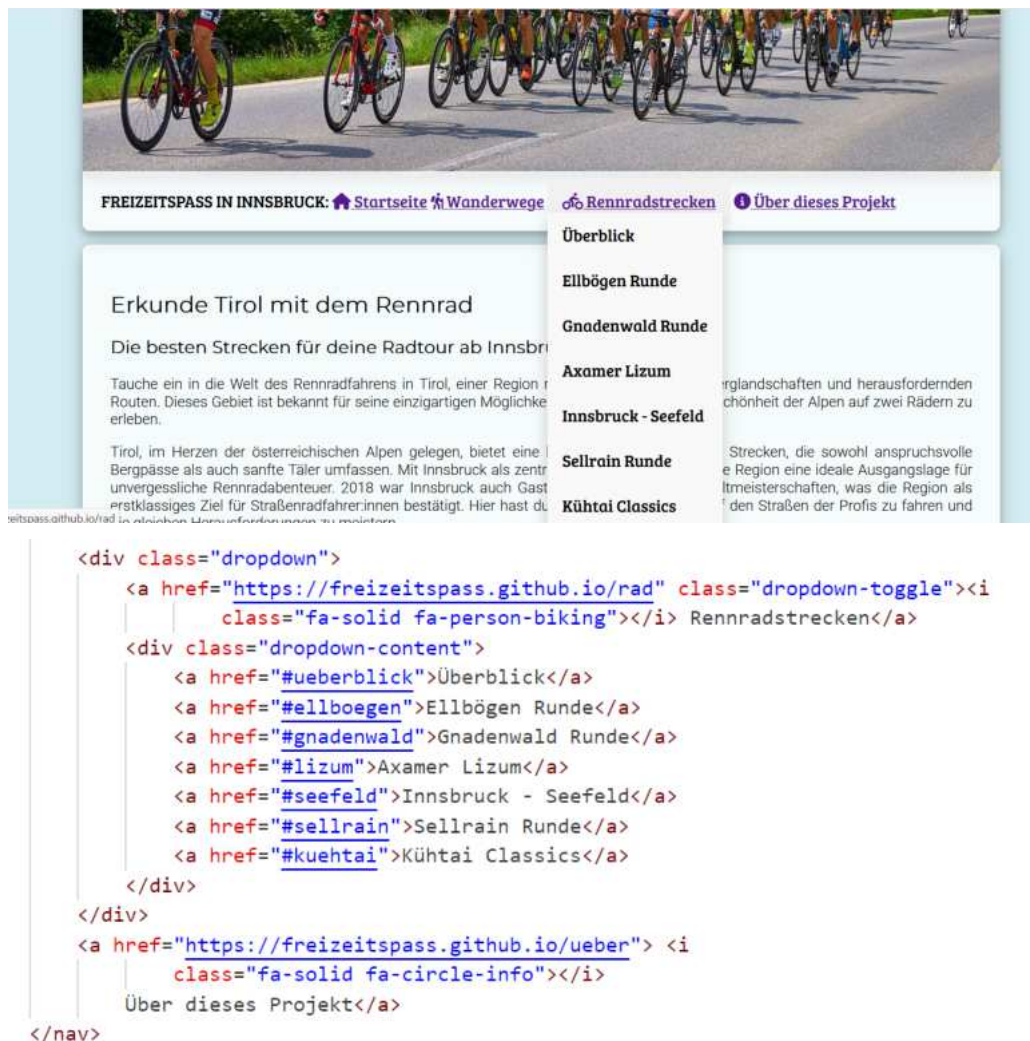 FREIZEITSPASS IN INNSBRUCK: Startseite Wanderwege Rennradstrecken Über dieses Projekt
Überblick
Ellbögen Runde
Gnadenwald Runde
Axamer Lizum
Innsbruck - Seefeld
Sellrain Runde
Kühtai Classics
Erkunde Tirol mit dem Rennrad
Die besten Strecken für deine Radtour ab
Tauche ein in die Welt des Rennradfahrens in Tirol, einer Region und herausfordernden
Routen. Dieses Gebiet ist bekannt für seine einzigartigen der Alpen auf zwei Rädern zu
erleben.
Tirol, im Herzen der österreichischen Alpen gelegen, bietet eine Strecken, die sowohl anspruchsvolle
Bergpässe als auch sanfte Täler umfassen. Mit Innsbruck als Region eine ideale Ausgangslage für
unvergessliche Rennradabenteuer. 2018 war Innsbruck auch was die Region als
erstklassiges Ziel für Straßenradfahrer:innen bestätigt. Hier hast den Straßen der Profis zu fahren und
zeitspass.github.io/rad gleichen Herausforderungen zu meistern
<div class="dropdown">
<a href="https://freizeitspass.github.io/rad" class="dropdown-toggle"><i
class="fa-solid fa-person-biking"></i> Rennradstrecken</a>
<div class="dropdown-content">
<a href="#ueberblick">Überblick</a>
<a href="#ellboegen">Ellbögen Runde</a>
<a href="#gnadenwald">Gnadenwald Runde</a>
<a href="#lizum">Axamer Lizum</a>
<a href="#seefeld">Innsbruck - Seefeld</a>
<a href="#sellrain">Sellrain Runde</a>
<a href="#kuehtai">Kühtai Classics</a>
</div>
</div>
<a href="https://freizeitspass.github.io/ueber"> <i
class="fa-solid fa-circle-info"></i>
Über dieses Projekt</a>
</nav>